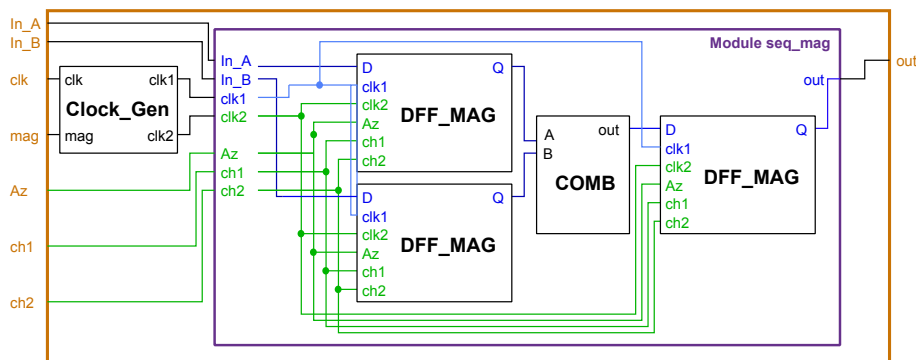 In_A
In_B
clk
mag
Az
ch1
ch2
clk
clk1
Clock_Gen
mag
clk2
Module seq_mag
In_A
In_B
clk1
clk2
Az
ch1
ch2
D
Q
clk1
clk2
DFF_MAG
Az
ch1
ch2
D
Q
clk1
clk2
DFF_MAG
Az
ch1
ch2
A
out
B
COMB
D
Q
clk1
clk2
DFF_MAG
Az
ch1
ch2
out
out